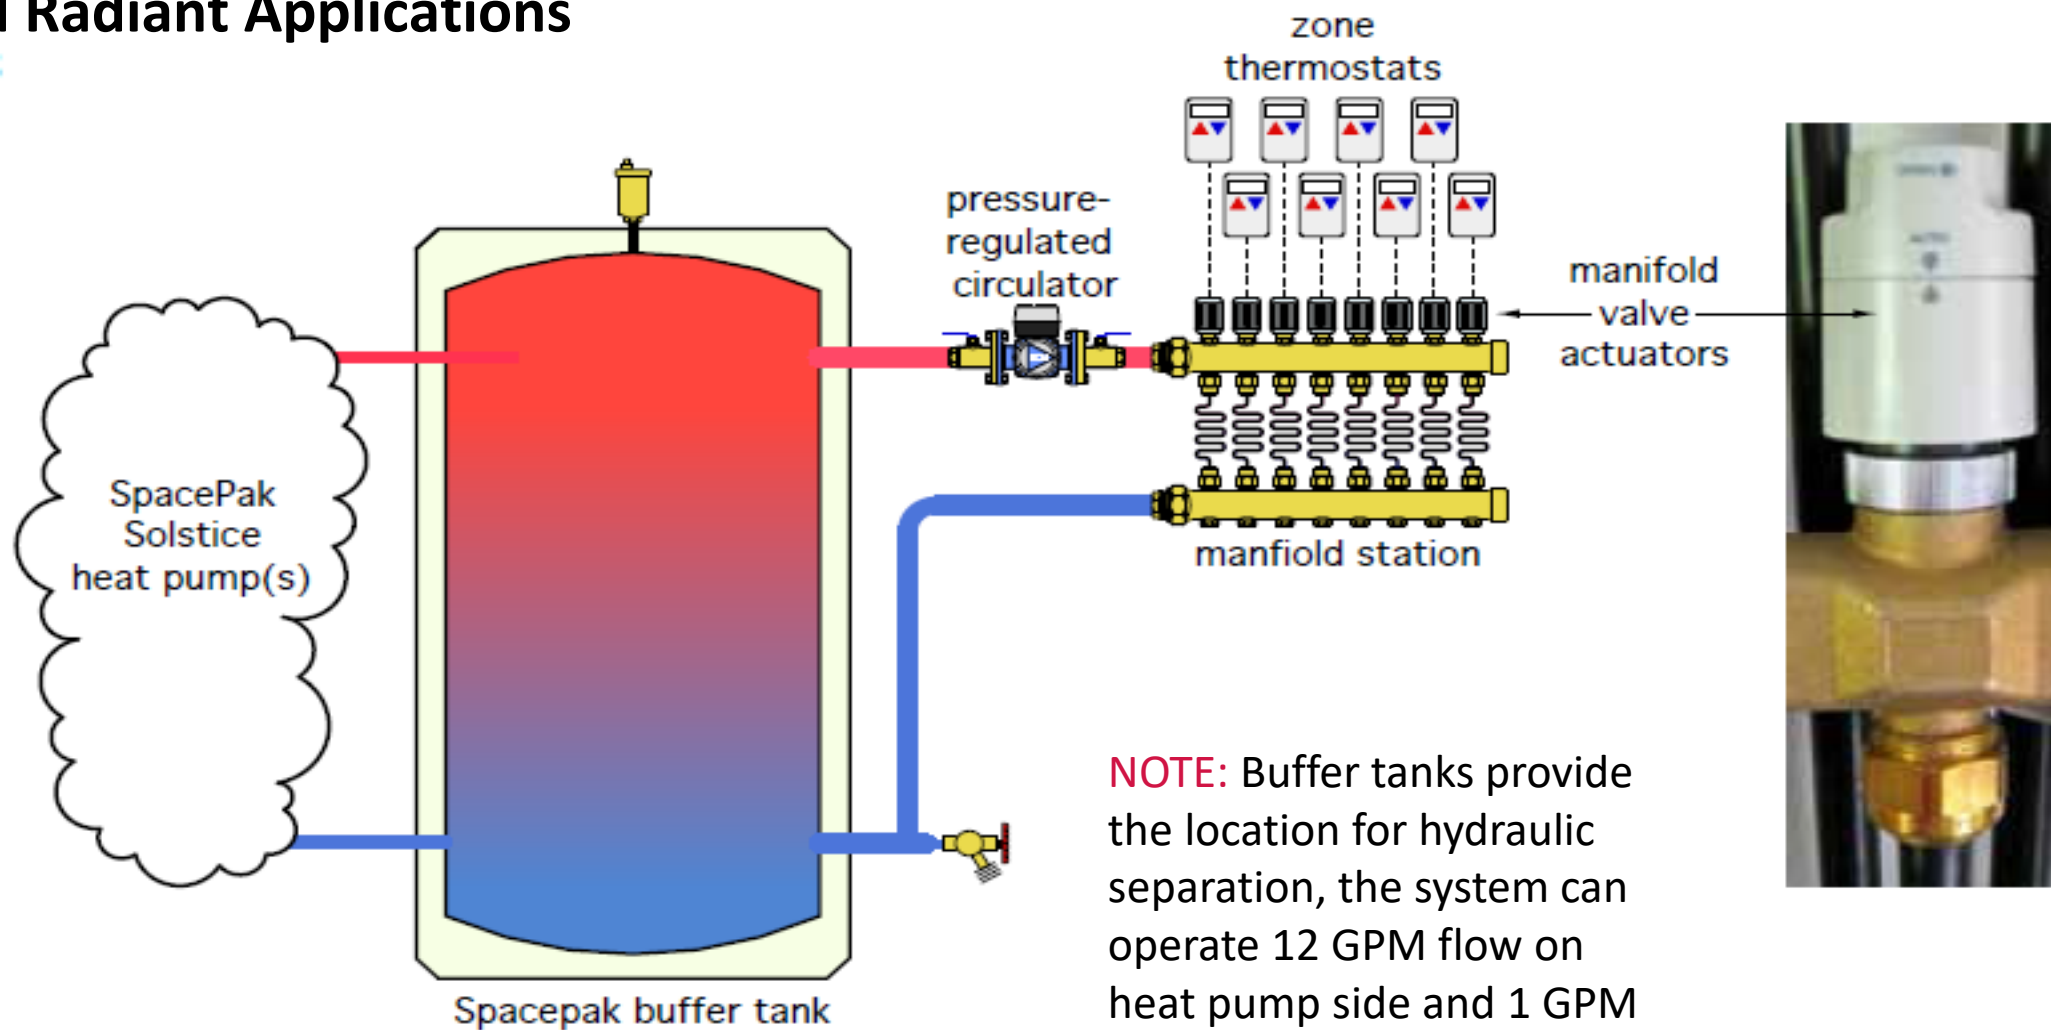 Radiant Applications
zone
thermostats
pressure-
regulated
circulator
manifold
valve
actuators
SpacePak
Solstice
heat pump(s)
manfiold station
NOTE: Buffer tanks provide
the location for hydraulic
separation, the system can
operate 12 GPM flow on
heat pump side and 1 GPM
Spacepak buffer tank